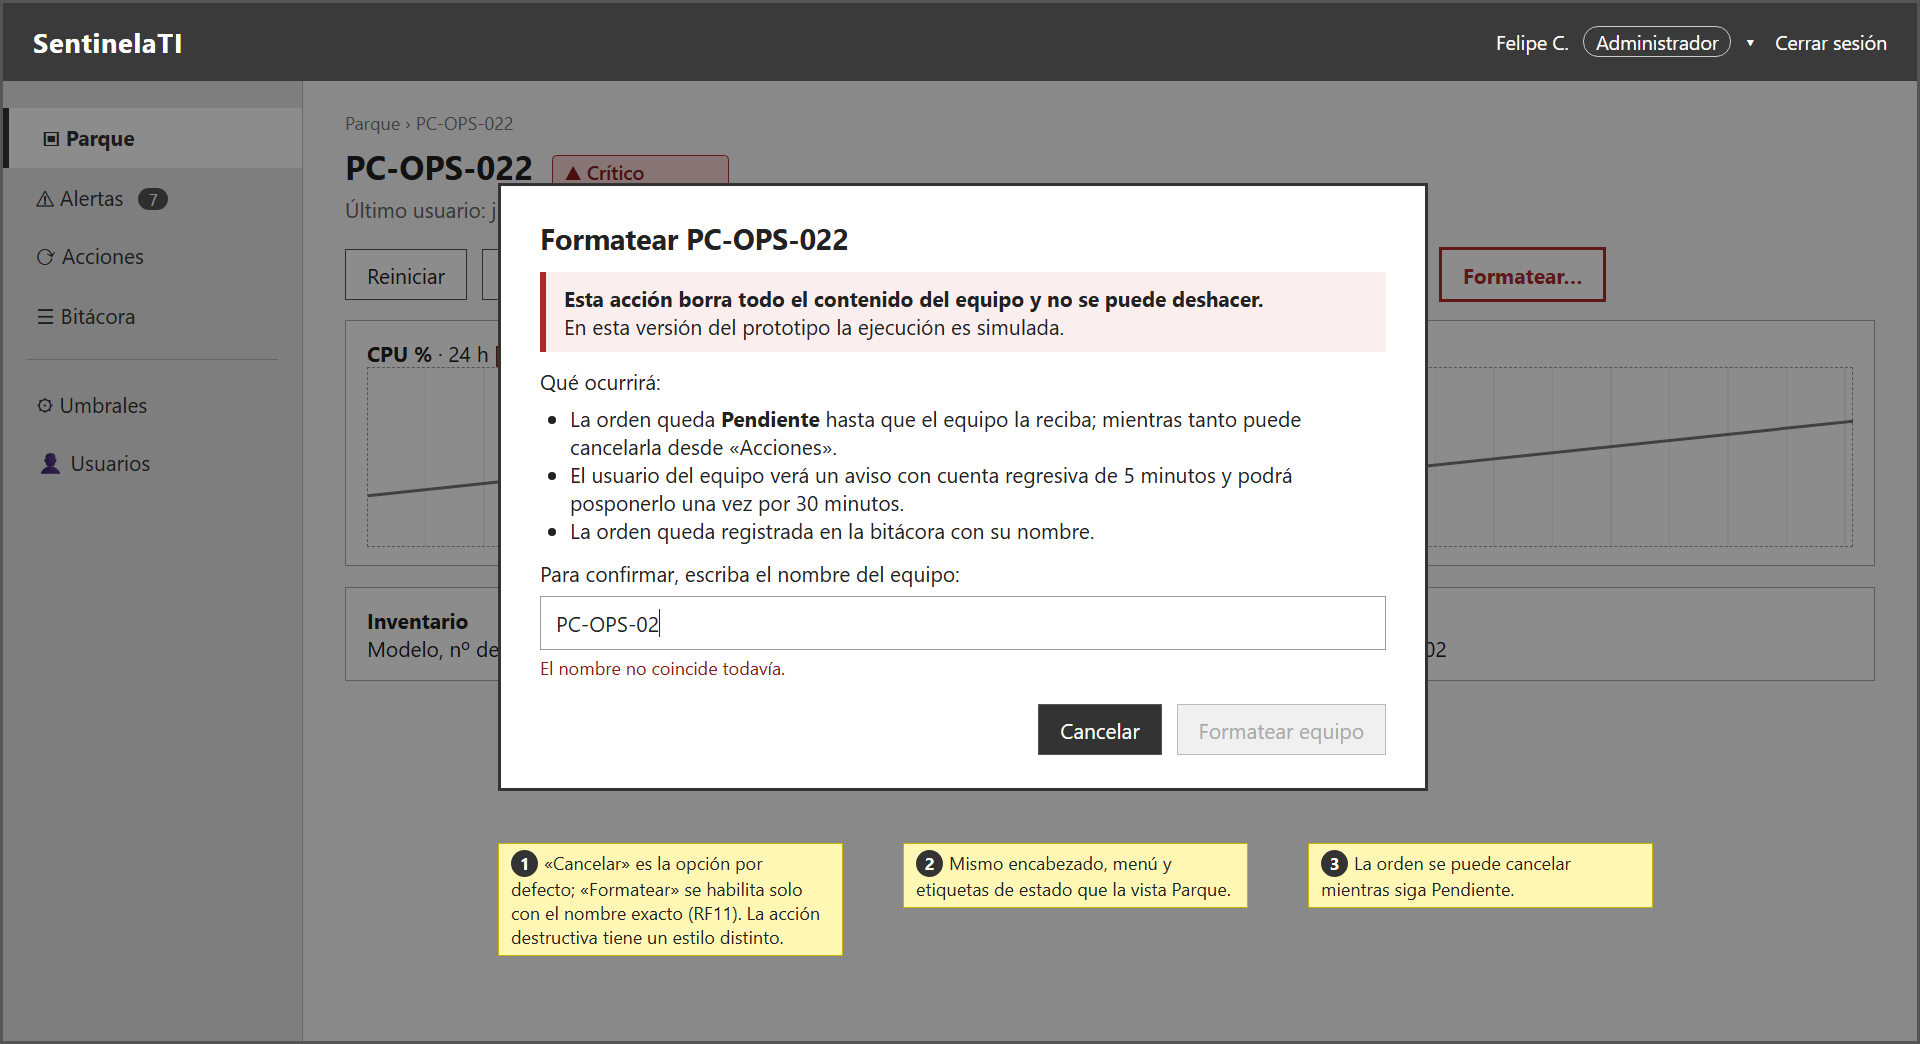 SentinelaTI
Felipe C. Administrador ▾ Cerrar sesión
Parque
Alertas 7
Acciones
Bitácora
Umbrales
Usuarios
Parque › PC-OPS-022
PC-OPS-022 ▲ Crítico
Último usuario: j
Reiniciar
Formatear…
CPU % · 24 h
Inventario
Modelo, nº de
02
Formatear PC-OPS-022
Esta acción borra todo el contenido del equipo y no se puede deshacer.
En esta versión del prototipo la ejecución es simulada.
Qué ocurrirá:
• La orden queda Pendiente hasta que el equipo la reciba; mientras tanto puede
cancelarla desde «Acciones».
• El usuario del equipo verá un aviso con cuenta regresiva de 5 minutos y podrá
posponerlo una vez por 30 minutos.
• La orden queda registrada en la bitácora con su nombre.
Para confirmar, escriba el nombre del equipo:
PC-OPS-02
El nombre no coincide todavía.
Cancelar Formatear equipo
1 «Cancelar» es la opción por
defecto; «Formatear» se habilita solo
con el nombre exacto (RF11). La acción
destructiva tiene un estilo distinto.
2 Mismo encabezado, menú y
etiquetas de estado que la vista Parque.
3 La orden se puede cancelar
mientras siga Pendiente.